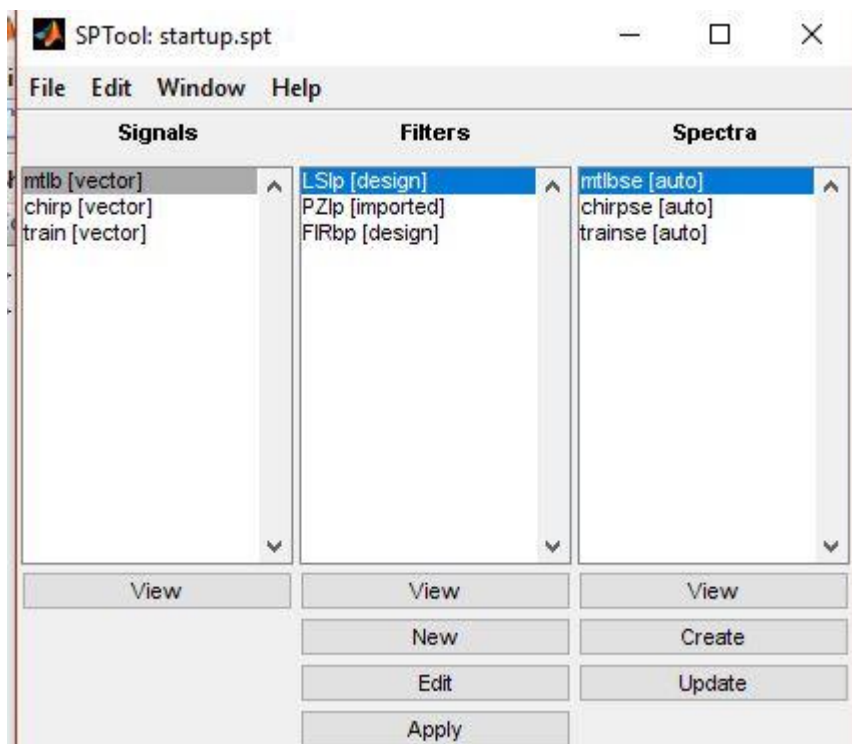 SPTool: startup.spt
File Edit Window Help
Signals
mtlb [vector]
chirp [vector]
train [vector]
View
Filters
LSlp [design]
PZlp [imported]
FIRbp [design]
View
New
Edit
Apply
Spectra
mtlbse [auto]
chirpse [auto]
trainse [auto]
View
Create
Update